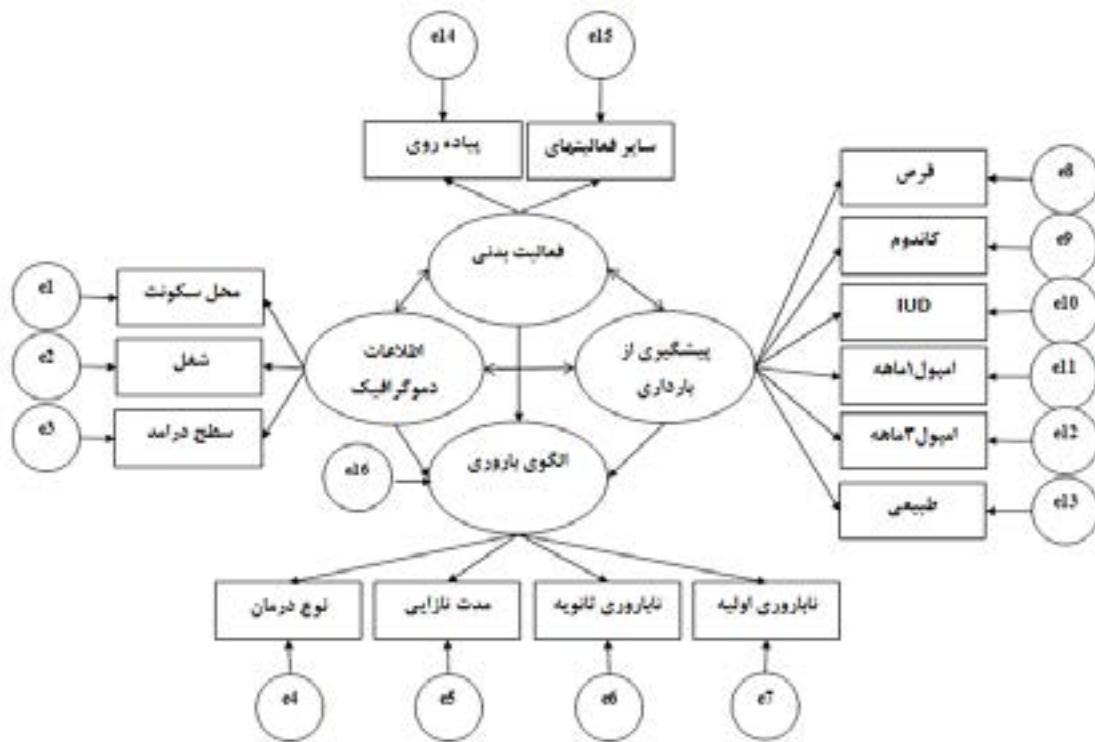 e14
e15
پیاده روی
سایر فعالیتهای
فعالیت بدنی
قرص
e8
کاندوم
e9
IUD
e10
امپول۱ماهه
e11
امپول۳ماهه
e12
طبیعی
e13
پیشگیری از
بارداری
اطلاعات
دموگرافیک
محل سکونت
e1
شغل
e2
سطح درامد
e3
الگوی باروری
e16
ناباروری اولیه
ناباروری ثانویه
مدت نازایی
نوع درمان
e7
e6
e5
e4